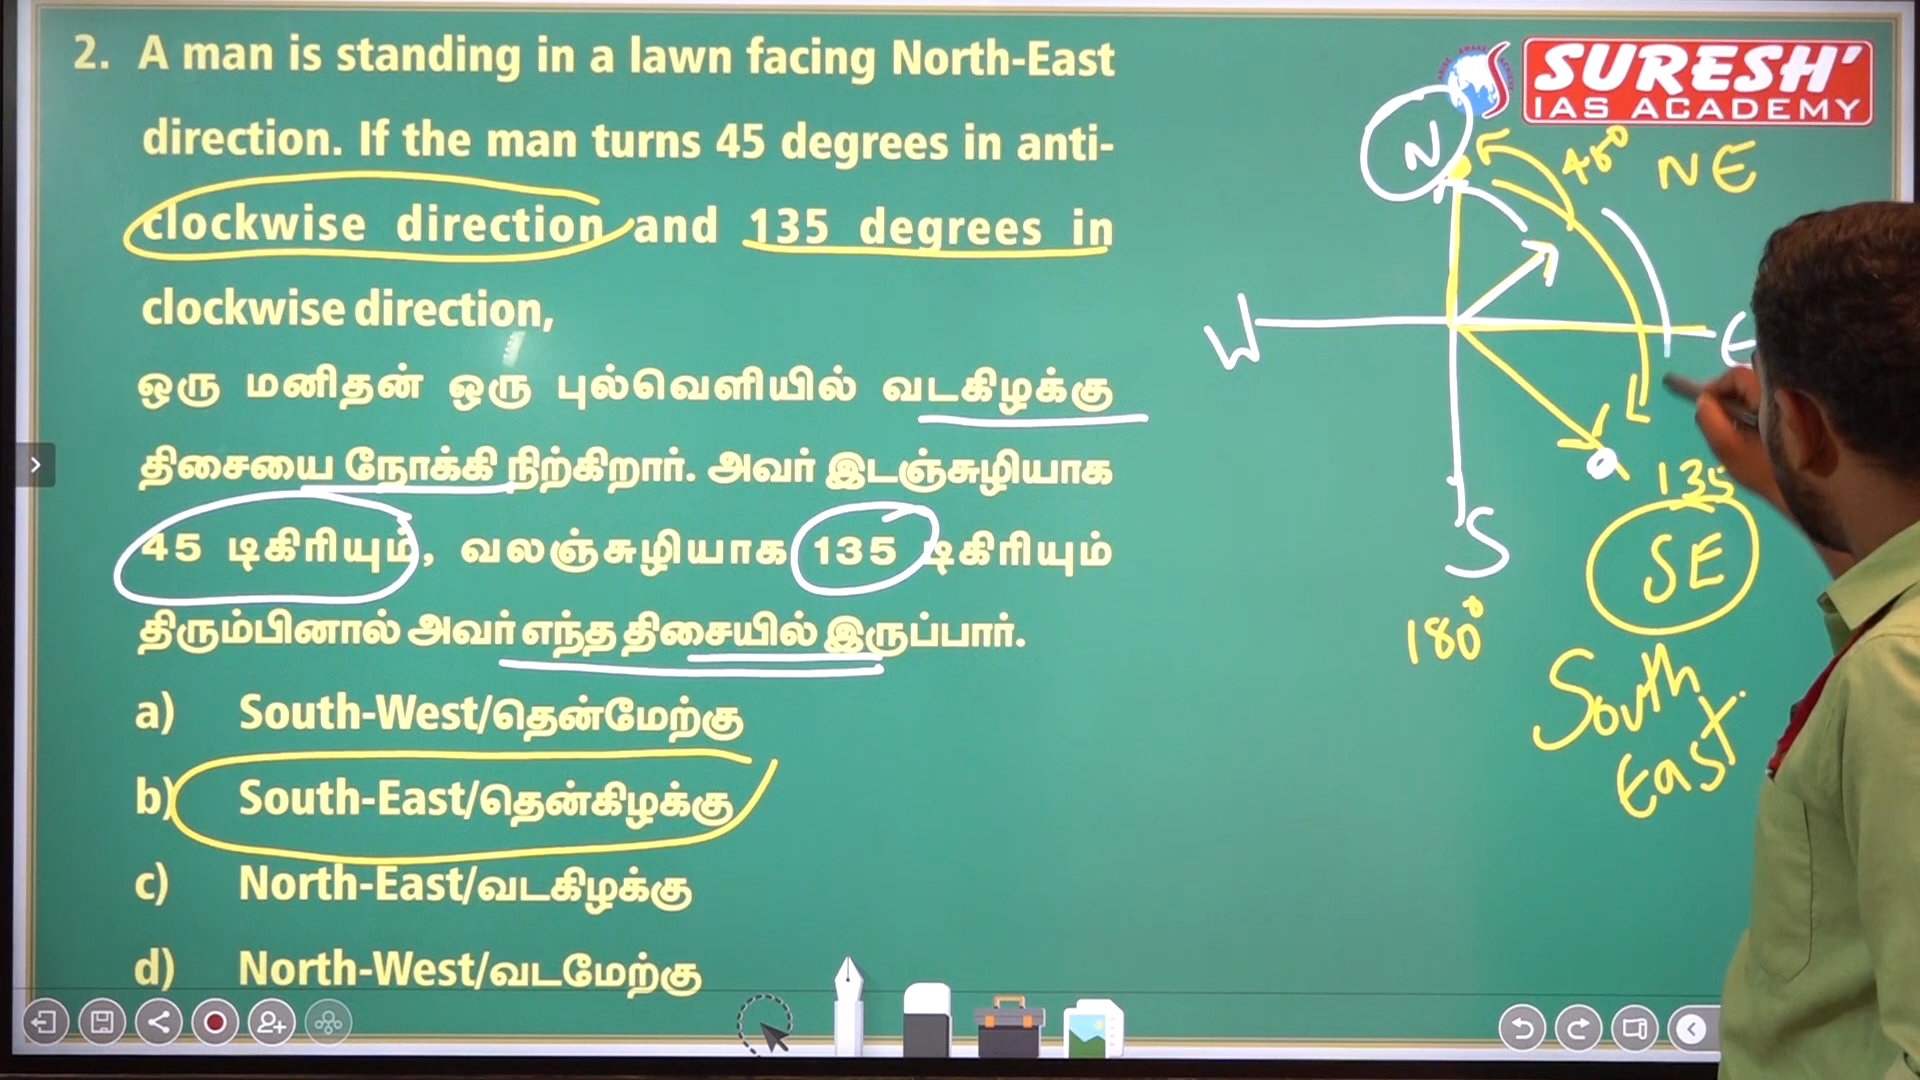 2. A man is standing in a lawn facing North-East
direction. If the man turns 45 degrees in anti-
clockwise direction and 135 degrees in
clockwise direction,
ஒரு மனிதன் ஒரு புல்வெளியில் வடகிழக்கு
திசையை நோக்கி நிற்கிறார். அவர் இடஞ்சுழியாக
45 டிகிரியும், வலஞ்சுழியாக 135 டிகிரியும்
திரும்பினால் அவர் எந்த திசையில் இருப்பார்.
a) South-West/தென்மேற்கு
b) South-East/தென்கிழக்கு
c) North-East/வடகிழக்கு
d) North-West/வடமேற்கு
SURESH'
IAS ACADEMY
N
45° NE
W
E
135
S
SE
180°
South
East